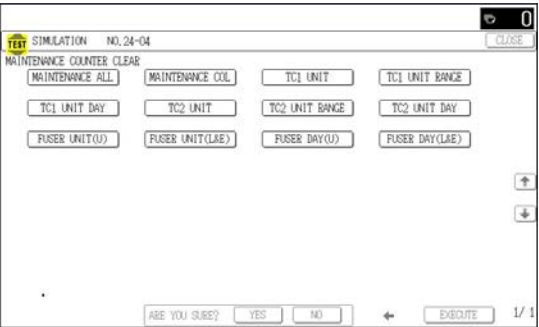 0
TEST SIMULATION NO.24-04 CLOSE
MAINTENANCE COUNTER CLEAR
MAINTENANCE ALL MAINTENANCE COL TC1 UNIT TC1 UNIT RANGE
TC1 UNIT DAY TC2 UNIT TC2 UNIT RANGE TC2 UNIT DAY
FUSER UNIT(U) FUSER UNIT(L&E) FUSER DAY(U) FUSER DAY(L&E)
ARE YOU SURE? YES NO EXECUTE 1/ 1